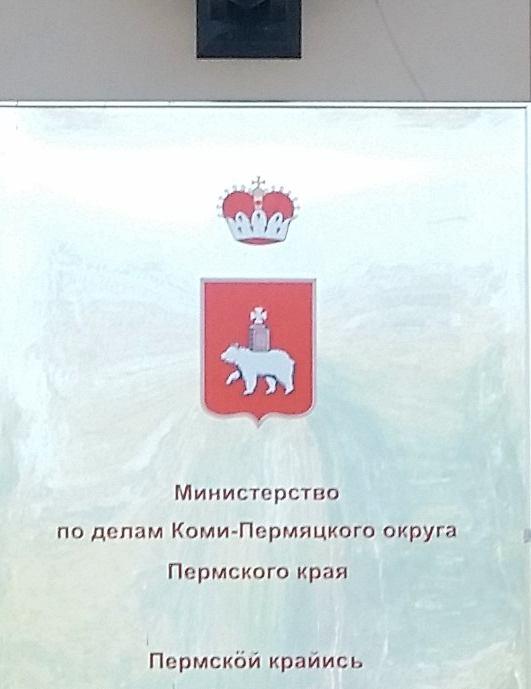 Министерство
по делам Коми-Пермяцкого округа
Пермского края
Пермскӧй крайись